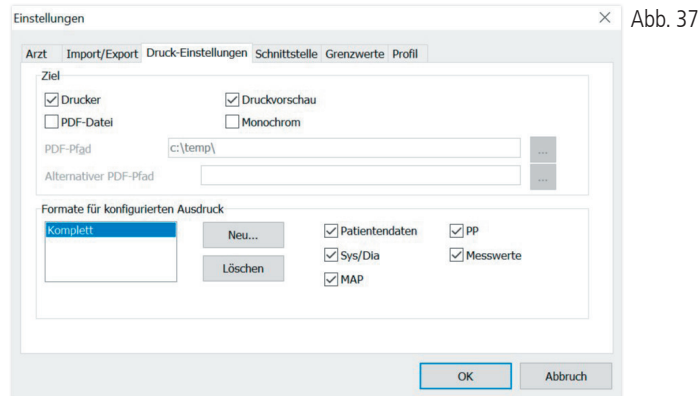 Einstellungen
Abb. 37
Arzt Import/Export Druck-Einstellungen Schnittstelle Grenzwerte Profil
Ziel
Drucker Druckvorschau
PDF-Datei Monochrom
PDF-Pfad c:\temp\ ...
Alternativer PDF-Pfad ...
Formate für konfigurierten Ausdruck
Komplett Neu... Patientendaten PP
Löschen Sys/Dia Messwerte
MAP
OK Abbruch